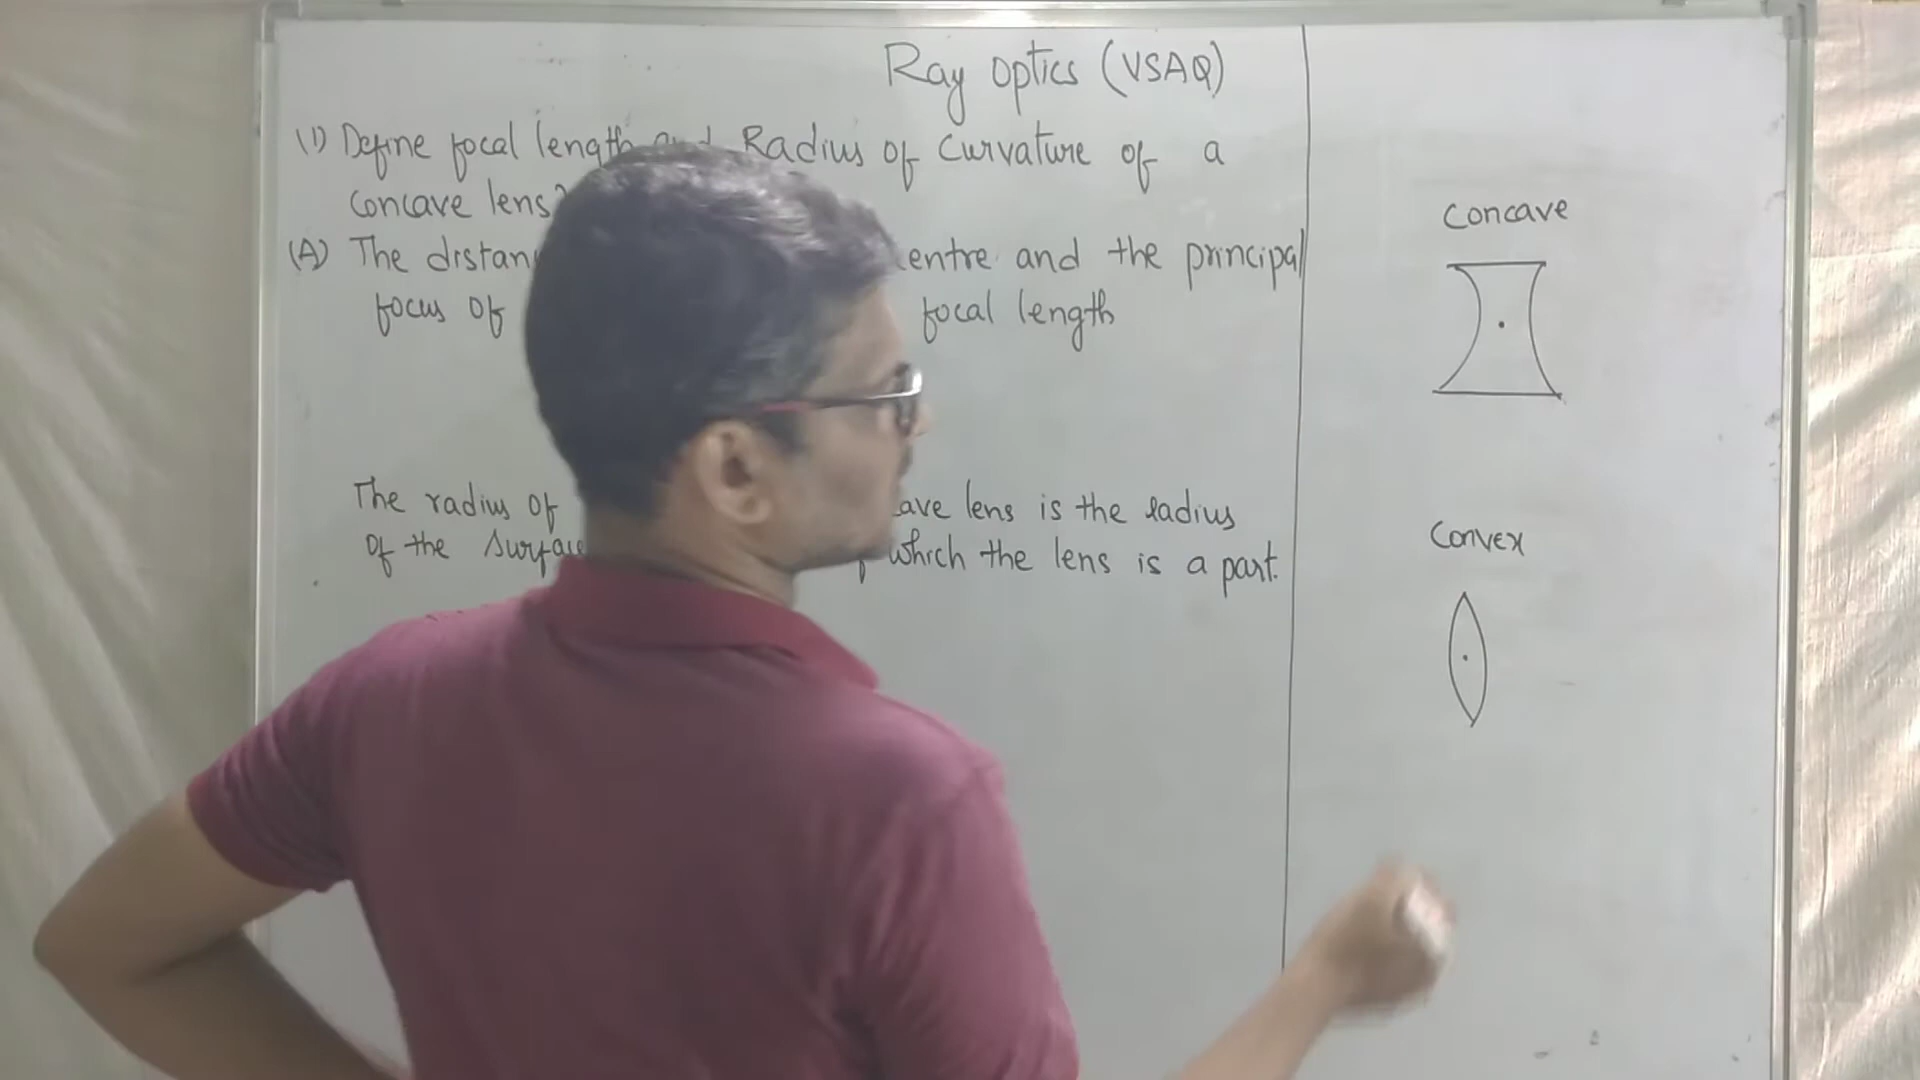 Ray Optics (VSAQ)
(1) Define focal length and Radius of Curvature of a
concave lens?
(A) The distan entre and the principal
focus of focal length
The radius of ave lens is the radius
of the surface which the lens is a part.
Concave
Convex